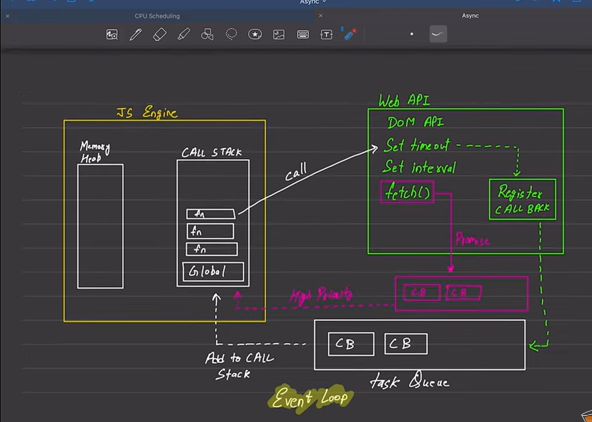 Async
CPU Scheduling
Async
JS Engine
Memory
Heap
CALL STACK
fn
fn
fn
Global
call
Web API
DOM API
Set timeout
Set interval
fetch()
Register
CALL BACK
Promise
CB
CB
High Priority
CB
CB
Add to CALL
Stack
task Queue
Event Loop